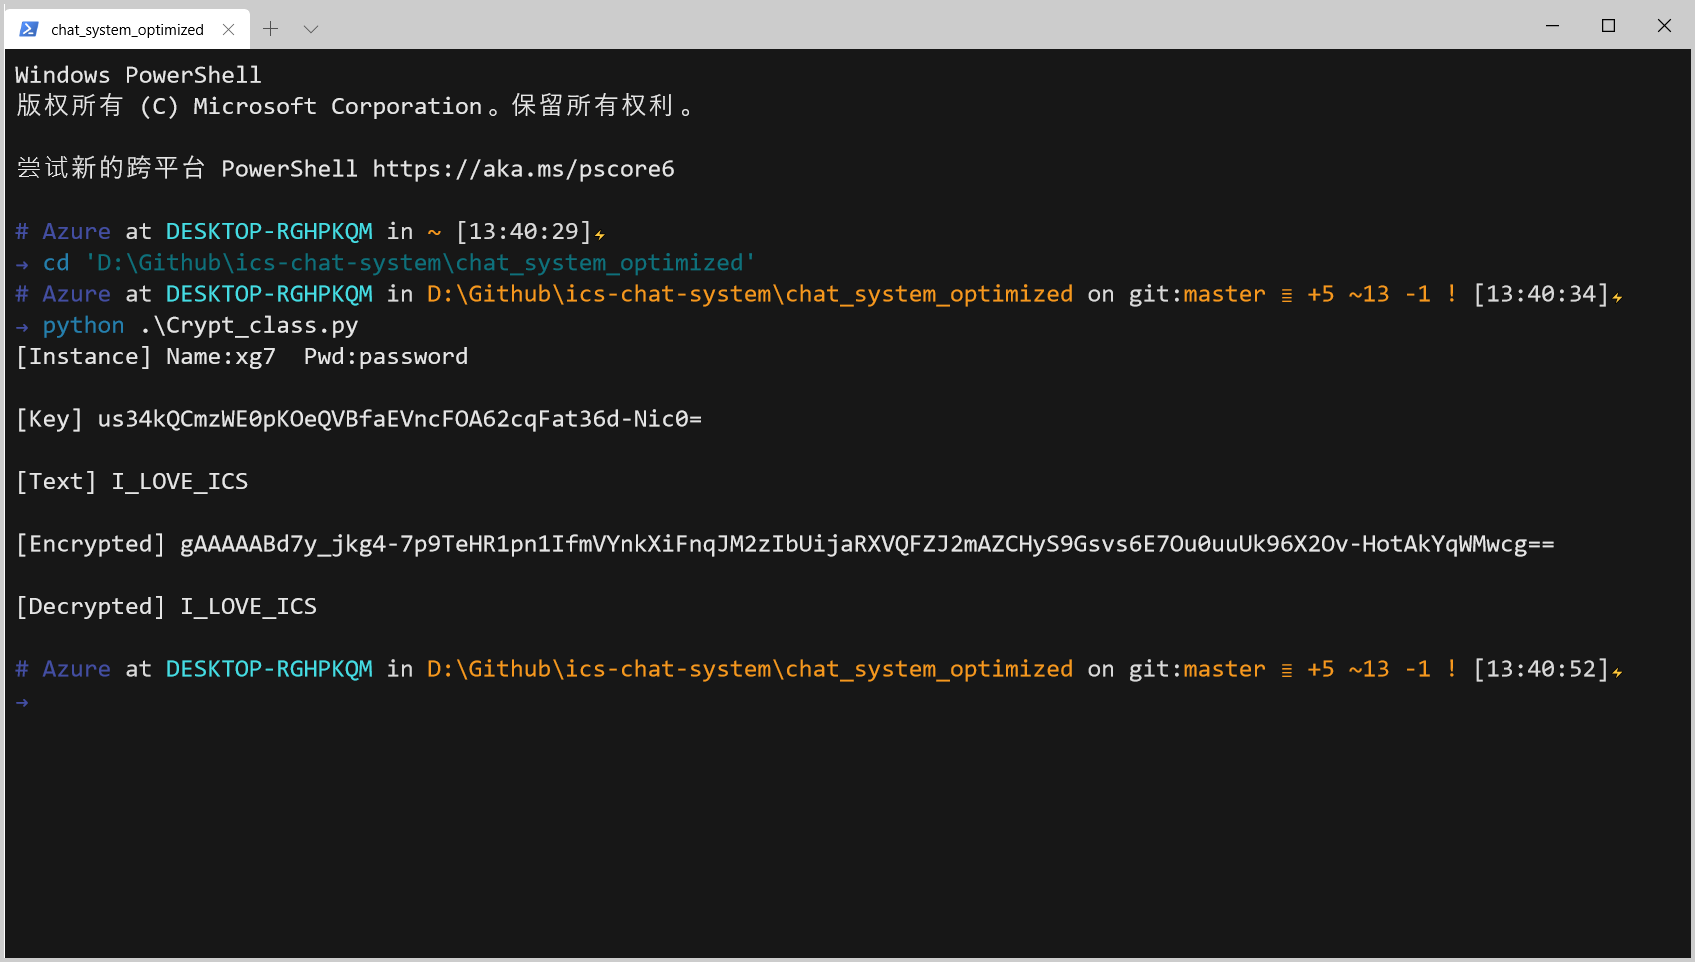 chat_system_optimized
Windows PowerShell
版权所有 (C) Microsoft Corporation。保留所有权利。
尝试新的跨平台 PowerShell https://aka.ms/pscore6
# Azure at DESKTOP-RGHPKQM in ~ [13:40:29]⚡
→ cd 'D:\Github\ics-chat-system\chat_system_optimized'
# Azure at DESKTOP-RGHPKQM in D:\Github\ics-chat-system\chat_system_optimized on git:master ≡ +5 ~13 -1 ! [13:40:34]⚡
→ python .\Crypt_class.py
[Instance] Name:xg7  Pwd:password
[Key] us34kQCmzWE0pKOeQVBfaEVncFOA62cqFat36d-Nic0=
[Text] I_LOVE_ICS
[Encrypted] gAAAAABd7y_jkg4-7p9TeHR1pn1IfmVYnkXiFnqJM2zIbUijaRXVQFZJ2mAZCHyS9Gsvs6E7Ou0uuUk96X2Ov-HotAkYqWMwcg==
[Decrypted] I_LOVE_ICS
# Azure at DESKTOP-RGHPKQM in D:\Github\ics-chat-system\chat_system_optimized on git:master ≡ +5 ~13 -1 ! [13:40:52]⚡
→